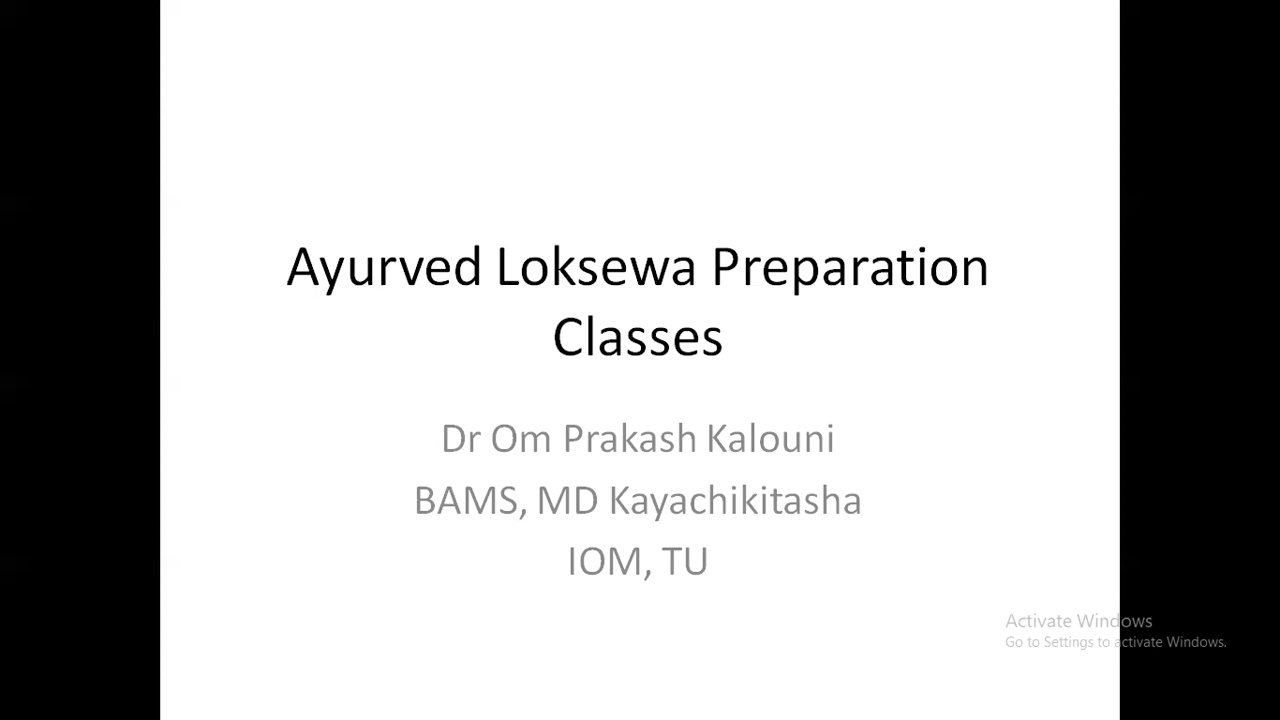 Ayurved Loksewa Preparation
Classes
Dr Om Prakash Kalouni
BAMS, MD Kayachikitasha
IOM, TU
Activate Windows
Go to Settings to activate Windows.